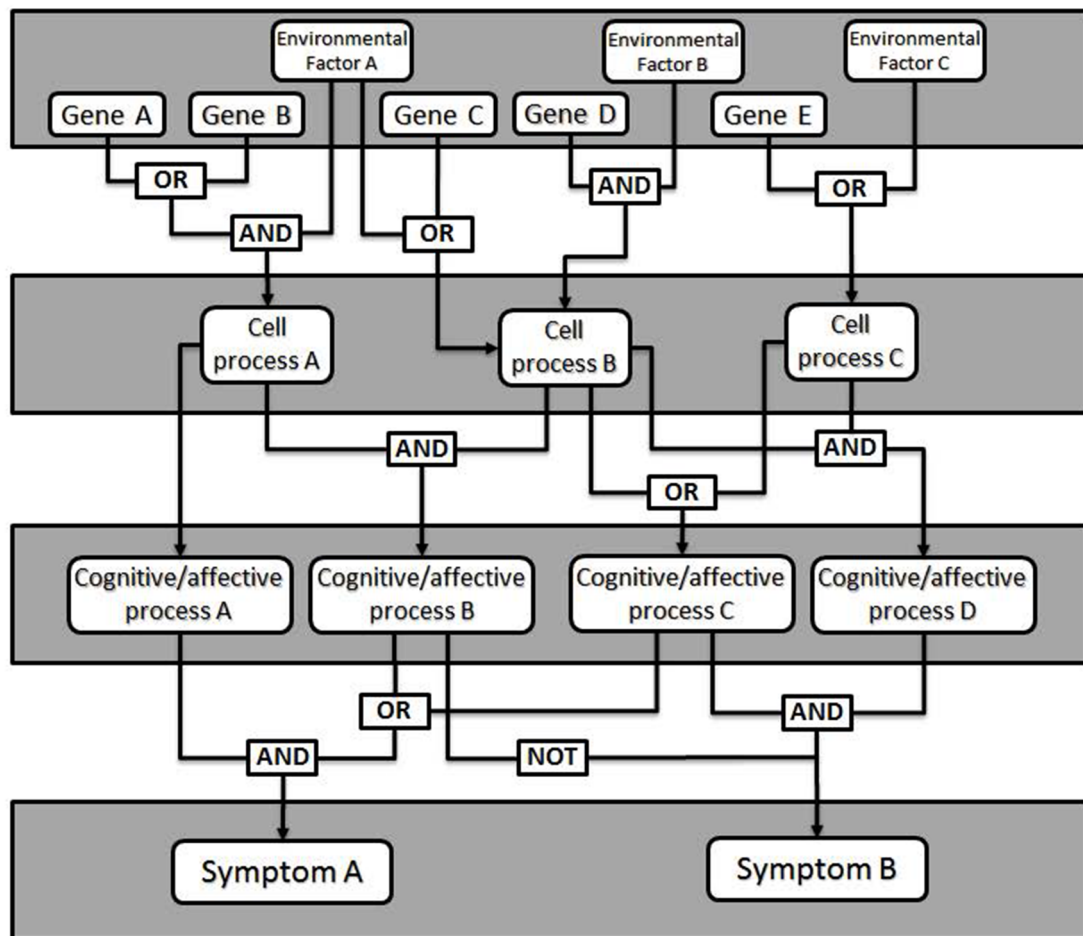 Environmental
Factor A
Environmental
Factor B
Environmental
Factor C
Gene A
Gene B
Gene C
Gene D
Gene E
OR
AND
OR
AND
OR
Cell
process A
Cell
process B
Cell
process C
AND
OR
AND
Cognitive/affective
process A
Cognitive/affective
process B
Cognitive/affective
process C
Cognitive/affective
process D
OR
AND
AND
NOT
Symptom A
Symptom B